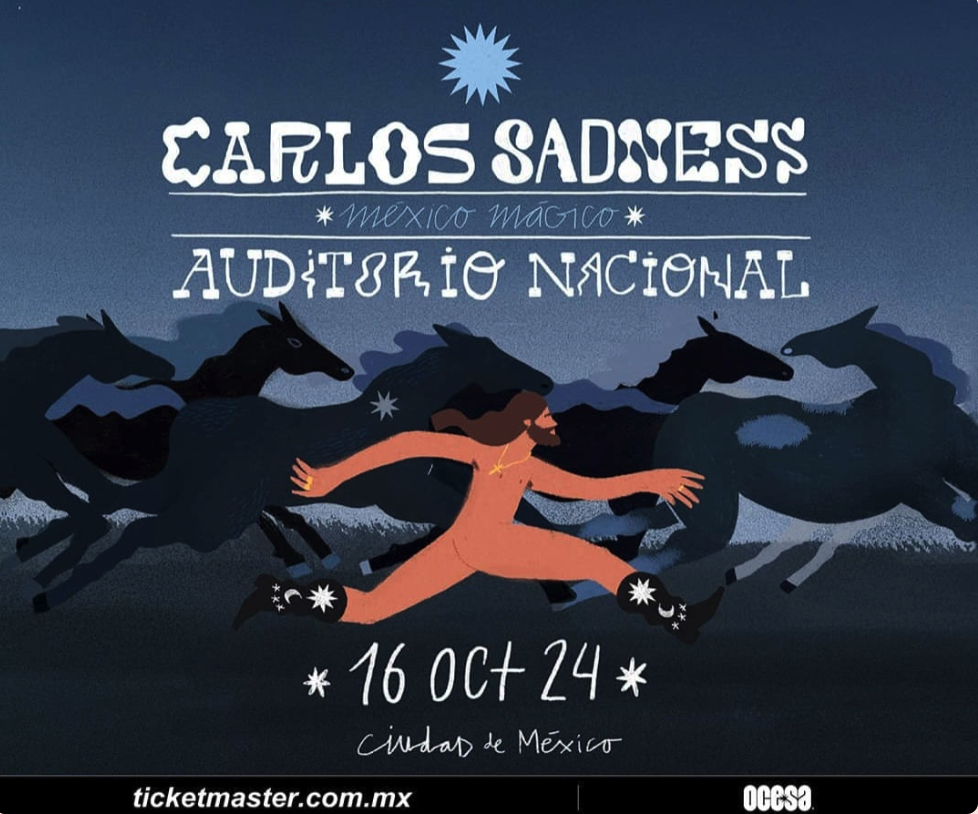 CARLOS SADNESS
méxico mágico
AUDITORIO NACIONAL
16 OCT 24
Ciudad de México
ticketmaster.com.mx
ocesa